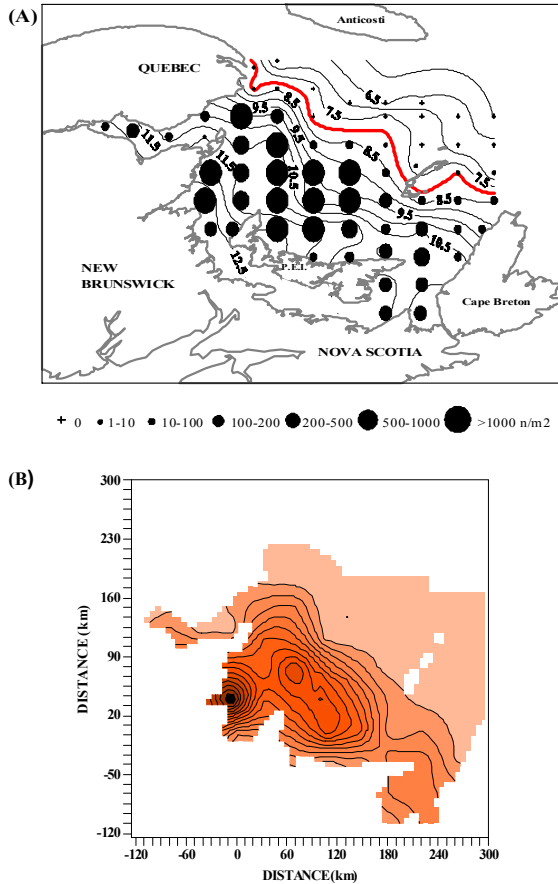 (A)
Anticosti
QUEBEC
6.5
7.5
8.5
9.5
9.5
8.5
11.5
11.5
10.5
7.5
8.5
9.5
10.5
12.5
P.E.I.
NEW
BRUNSWICK
Cape Breton
NOVA SCOTIA
0 1-10 10-100 100-200 200-500 500-1000 >1000 n/m2
(B)
300
230
160
90
20
-50
-120
DISTANCE (km)
-120 -60 0 60 120 180 240 300
DISTANCE(km)